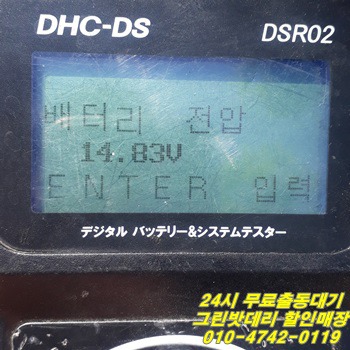 DHC-DS DSR02
배터리 전압
14.83V
ENTER 입력
デジタル バッテリー&システムテスター
24시 무료출동대기
그린밧데리 할인매장
010-4742-0119